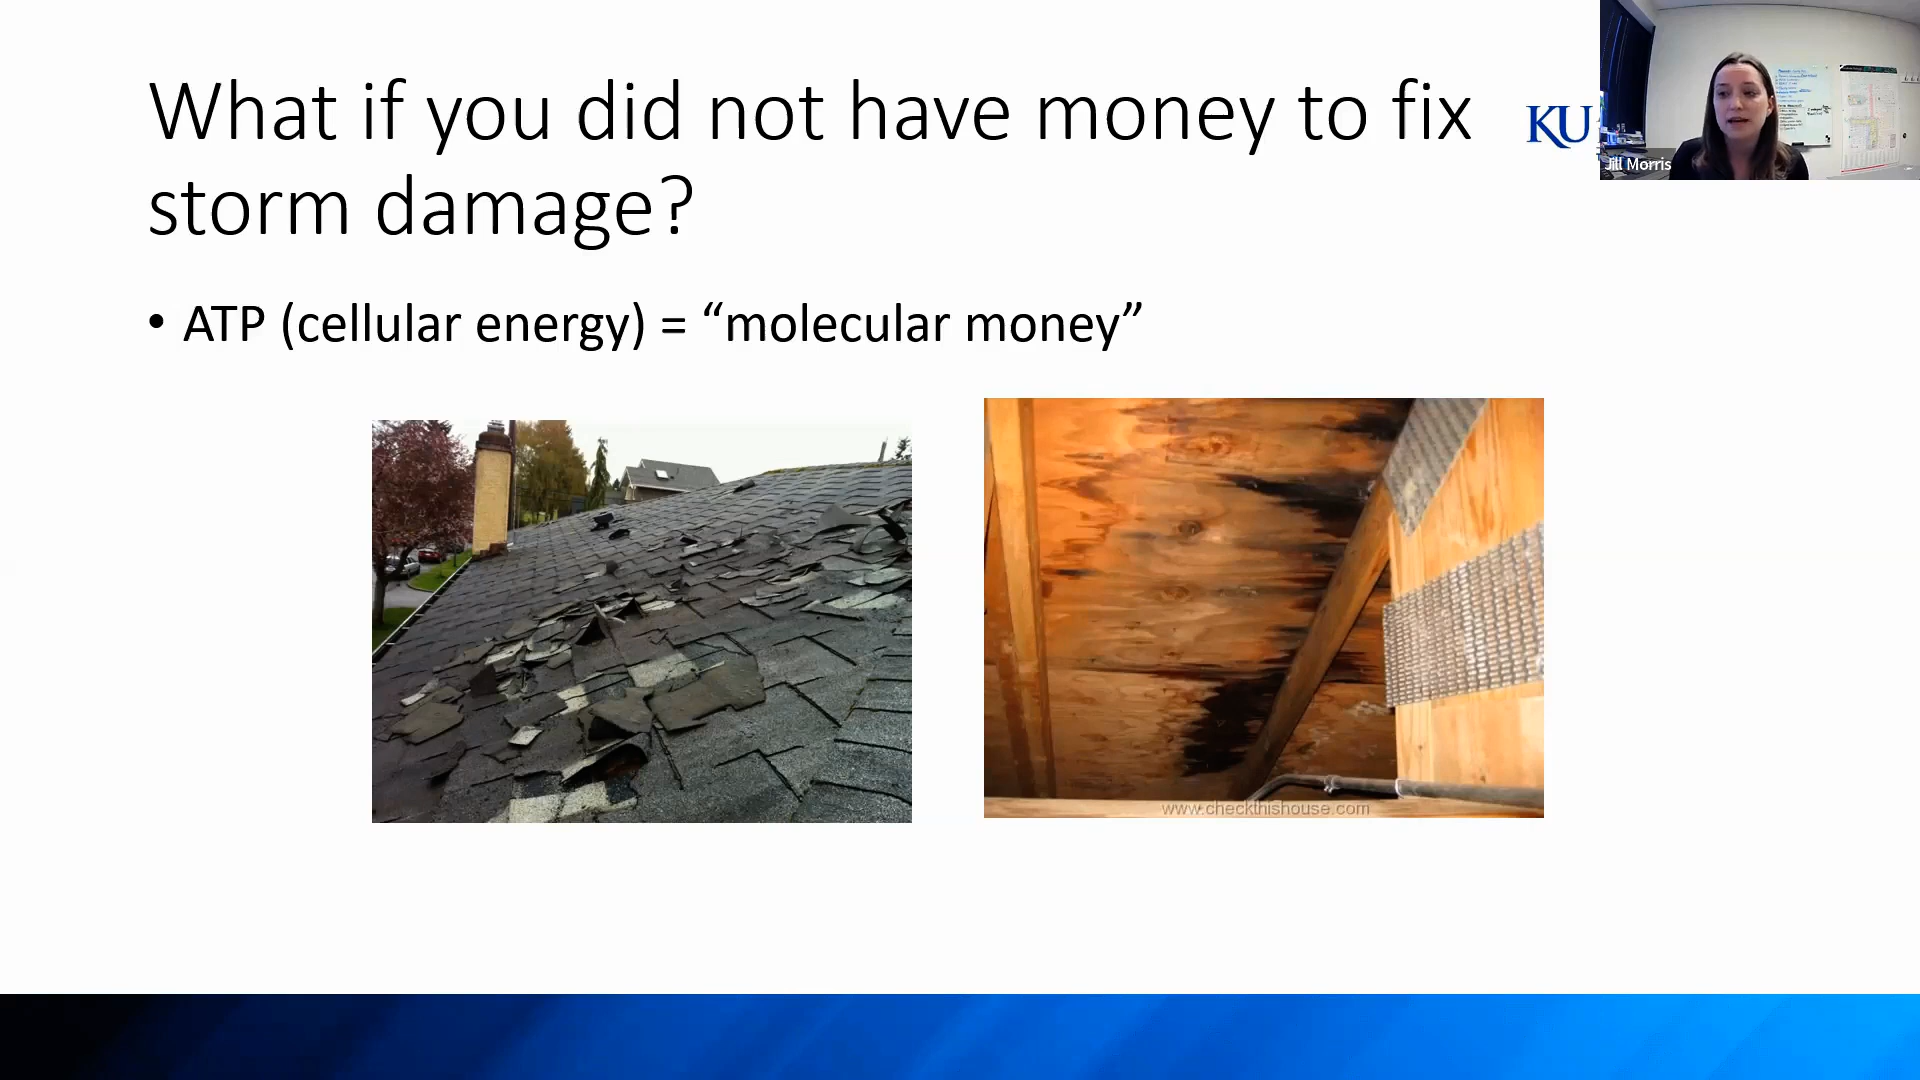 What if you did not have money to fix
storm damage?
KU
Jill Morris
• ATP (cellular energy) = “molecular money”
www.checkthishouse.com